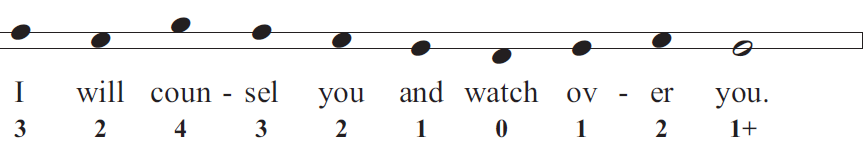 I will coun - sel you and watch ov - er you.
3 2 4 3 2 1 0 1 2 1+